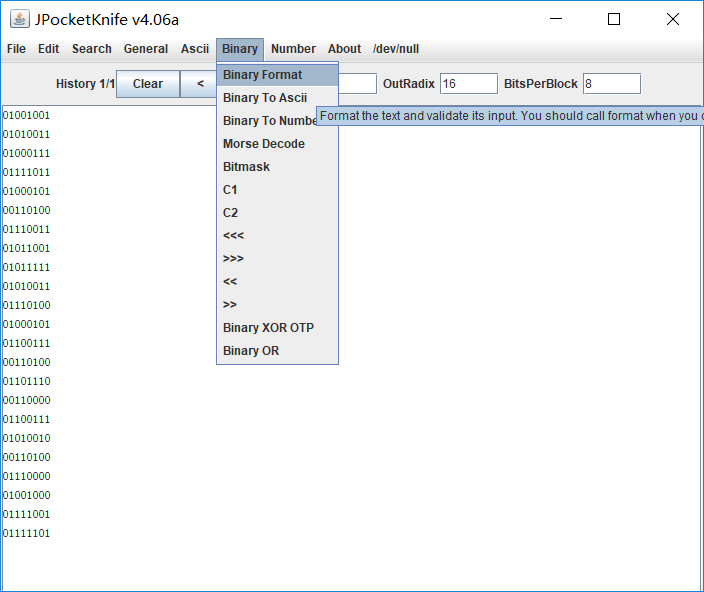 JPocketKnife v4.06a
File Edit Search General Ascii Binary Number About /dev/null
History 1/1 Clear < OutRadix 16 BitsPerBlock 8
Binary Format
Binary To Ascii
Format the text and validate its input. You should call format when you
Binary To Numbe
Morse Decode
Bitmask
C1
C2
<<<
>>>
<<
>>
Binary XOR OTP
Binary OR
01001001
01010011
01000111
01111011
01000101
00110100
01110011
01011001
01011111
01010011
01110100
01000101
01100111
00110100
01101110
00110000
01100111
01010010
00110100
01110000
01001000
01111001
01111101